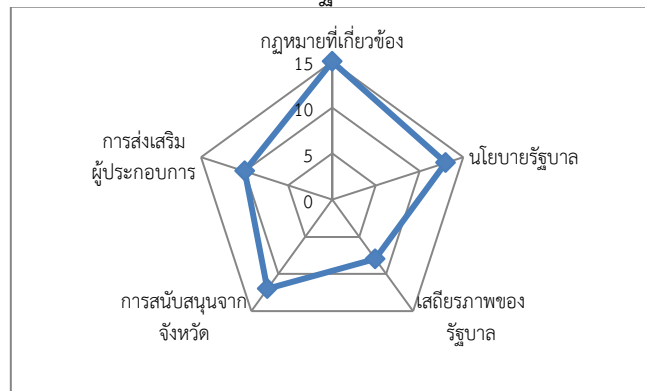 กฎหมายที่เกี่ยวข้อง
15
10
5
0
นโยบายรัฐบาล
เสถียรภาพของ
รัฐบาล
การสนับสนุนจาก
จังหวัด
การส่งเสริม
ผู้ประกอบการ